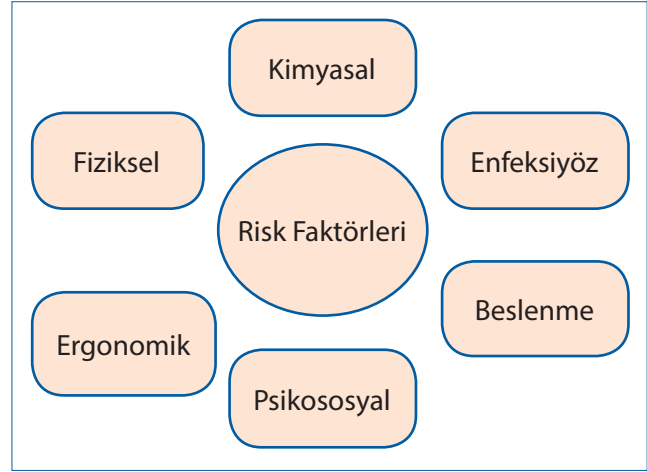 Kimyasal
Fiziksel
Enfeksiyöz
Risk Faktörleri
Beslenme
Ergonomik
Psikososyal